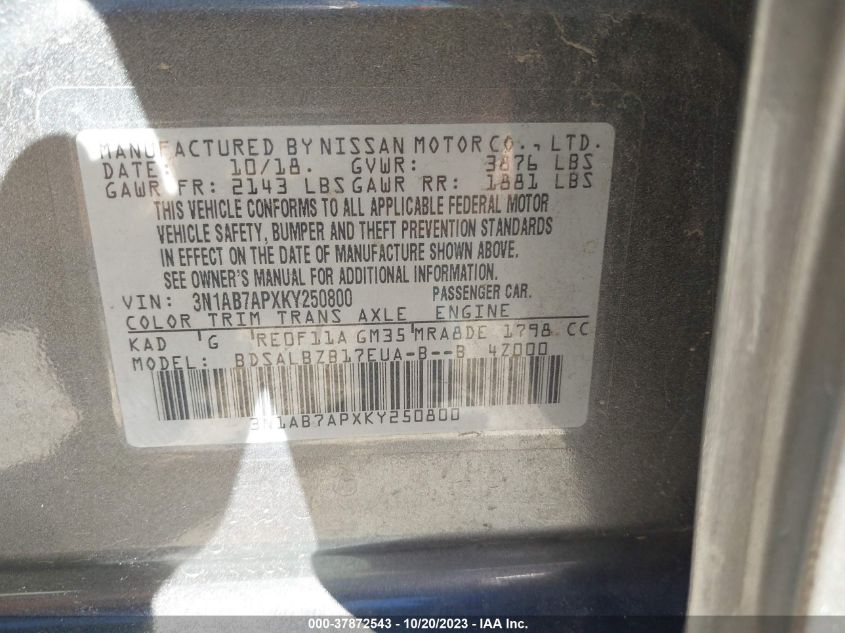 MANUFACTURED BY NISSAN MOTOR CO., LTD.
DATE: 10/18. GVWR: 3876 LBS
GAWR FR: 2143 LBS GAWR RR: 1881 LBS
THIS VEHICLE CONFORMS TO ALL APPLICABLE FEDERAL MOTOR
VEHICLE SAFETY, BUMPER AND THEFT PREVENTION STANDARDS
IN EFFECT ON THE DATE OF MANUFACTURE SHOWN ABOVE.
SEE OWNER'S MANUAL FOR ADDITIONAL INFORMATION.
VIN: 3N1AB7APXKY250800 PASSENGER CAR.
COLOR TRIM TRANS AXLE ENGINE
KAD G RE0F11A GM35 MRA8DE 1798 CC
MODEL: BDSALBZB17EUA-B--B 4Z000
3N1AB7APXKY250800
000-37872543 - 10/20/2023 - IAA Inc.